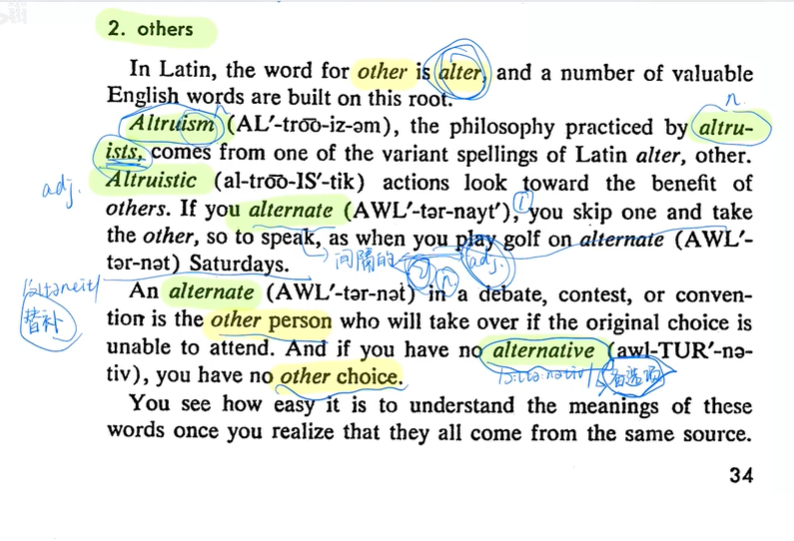 2. others
In Latin, the word for other is alter, and a number of valuable
English words are built on this root.
n.
Altruism (AL′-trōō-iz-əm), the philosophy practiced by altru-
ists, comes from one of the variant spellings of Latin alter, other.
adj. Altruistic (al-trōō-IS′-tik) actions look toward the benefit of
others. If you alternate (AWL′-tər-nayt′), you skip one and take
the other, so to speak, as when you play golf on alternate (AWL′-
tər-nət) Saturdays.
间隔的 adj.
An alternate (AWL′-tər-nət) in a debate, contest, or conven-
替补
tion is the other person who will take over if the original choice is
unable to attend. And if you have no alternative (awl-TUR′-nə-
tiv), you have no other choice.
备选项
You see how easy it is to understand the meanings of these
words once you realize that they all come from the same source.
34